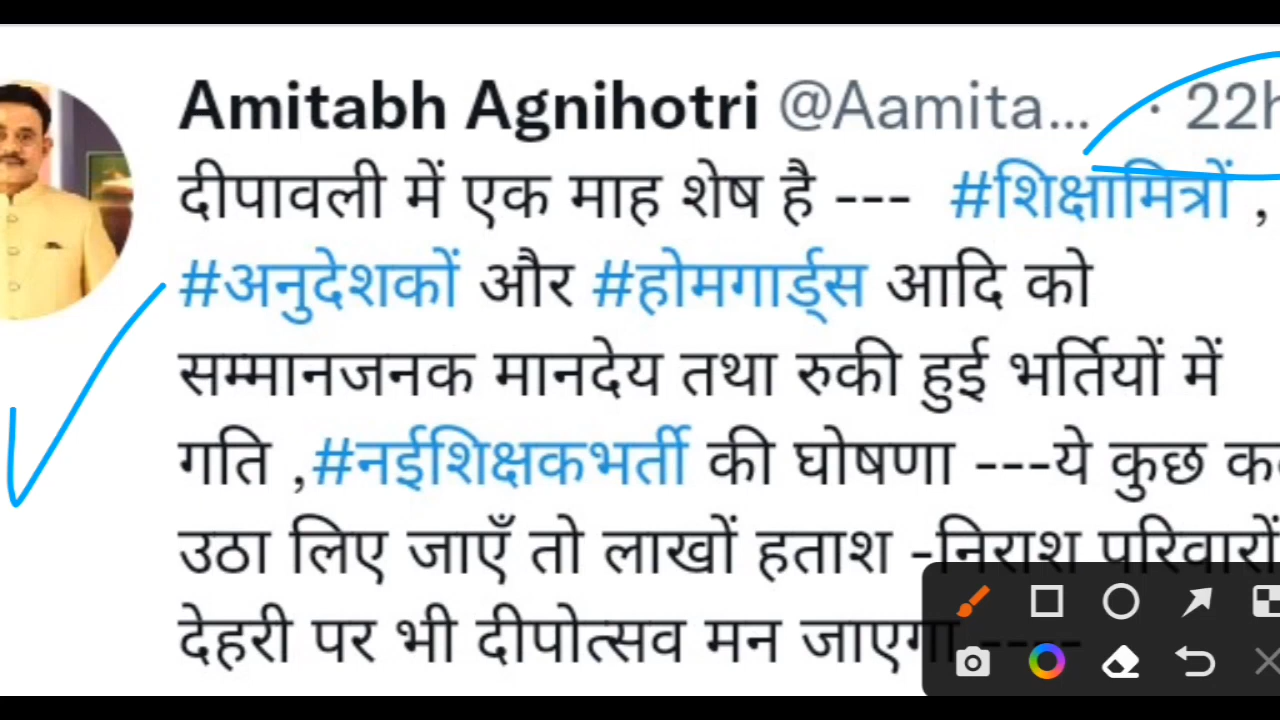 Amitabh Agnihotri @Aamita... · 22h
दीपावली में एक माह शेष है --- #शिक्षामित्रों ,
#अनुदेशकों और #होमगार्ड्स आदि को
सम्मानजनक मानदेय तथा रुकी हुई भर्तियों में
गति ,#नईशिक्षकभर्ती की घोषणा ---ये कुछ
उठा लिए जाएँ तो लाखों हताश -निराश परिवारों
देहरी पर भी दीपोत्सव मन जाएगा ----